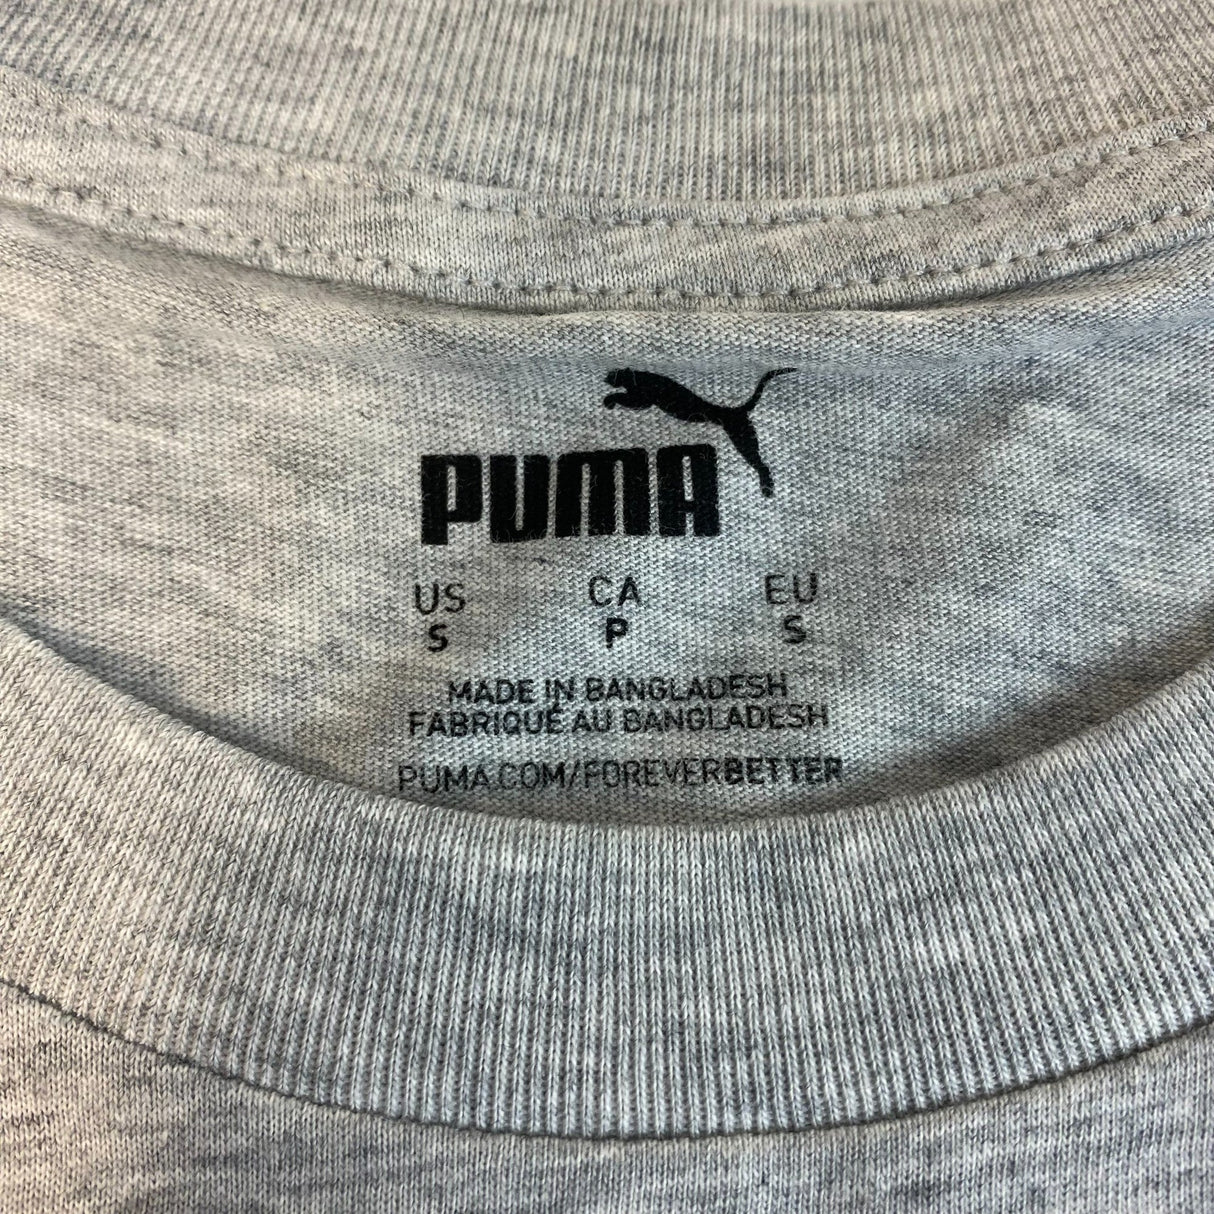 PUMA
US CA EU
S P S
MADE IN BANGLADESH
FABRIQUÉ AU BANGLADESH
PUMA.COM/FOREVERBETTER